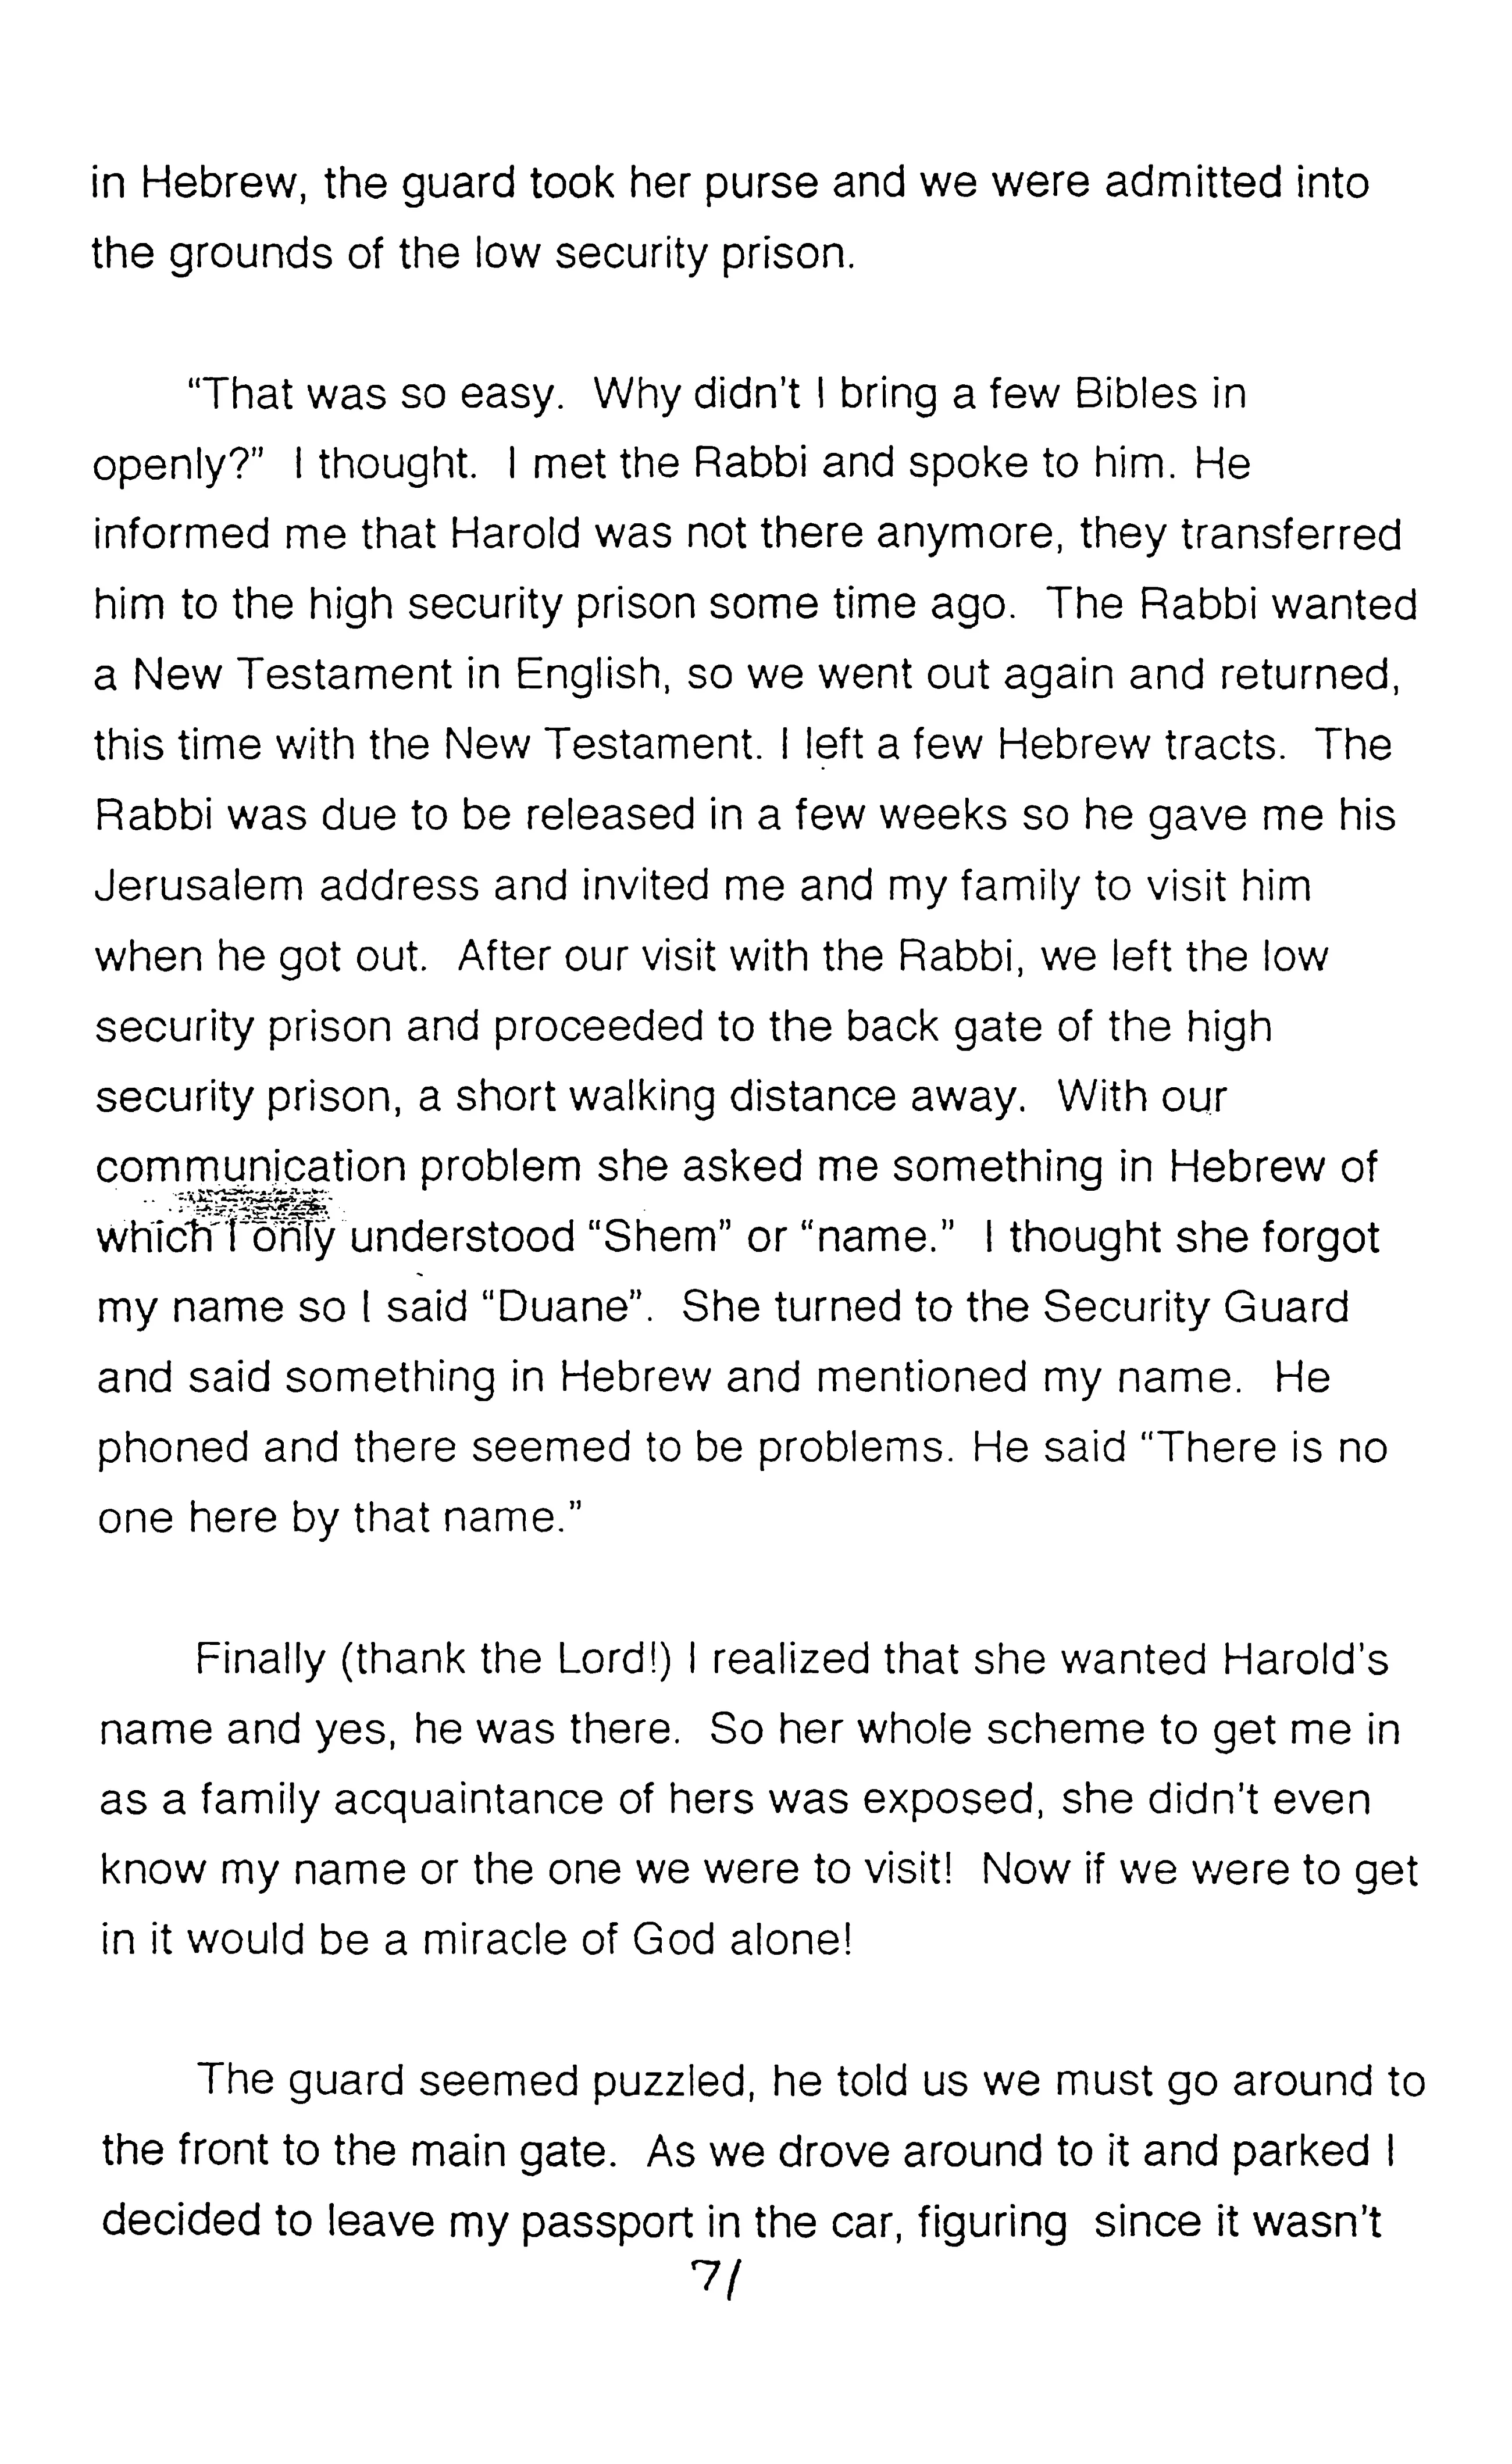 in Hebrew, the guard took her purse and we were admitted into
the grounds of the low security prison.
"That was so easy.  Why didn't I bring a few Bibles in
openly?"  I thought.  I met the Rabbi and spoke to him. He
informed me that Harold was not there anymore, they transferred
him to the high security prison some time ago.  The Rabbi wanted
a New Testament in English, so we went out again and returned,
this time with the New Testament. I left a few Hebrew tracts.  The
Rabbi was due to be released in a few weeks so he gave me his
Jerusalem address and invited me and my family to visit him
when he got out.  After our visit with the Rabbi, we left the low
security prison and proceeded to the back gate of the high
security prison, a short walking distance away.  With our
communication problem she asked me something in Hebrew of
which I only understood "Shem" or "name."  I thought she forgot
my name so I said "Duane".  She turned to the Security Guard
and said something in Hebrew and mentioned my name.  He
phoned and there seemed to be problems. He said "There is no
one here by that name."
Finally (thank the Lord!) I realized that she wanted Harold's
name and yes, he was there.  So her whole scheme to get me in
as a family acquaintance of hers was exposed, she didn't even
know my name or the one we were to visit!  Now if we were to get
in it would be a miracle of God alone!
The guard seemed puzzled, he told us we must go around to
the front to the main gate.  As we drove around to it and parked I
decided to leave my passport in the car, figuring  since it wasn't
71